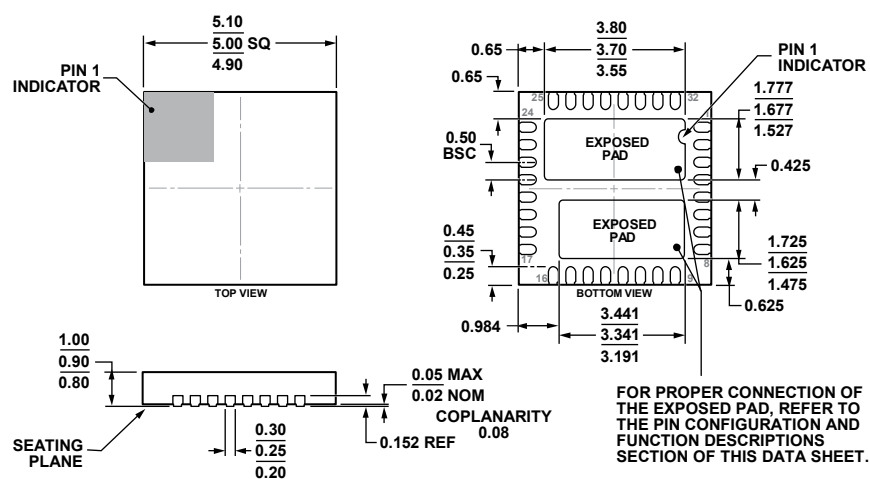 5.10
5.00 SQ
4.90
PIN 1
INDICATOR
TOP VIEW
0.65
3.80
3.70
3.55
0.65
PIN 1
INDICATOR
25
32
24
1
1.777
1.677
1.527
0.50
BSC
EXPOSED
PAD
0.425
EXPOSED
PAD
0.45
0.35
0.25
17
8
16
9
BOTTOM VIEW
1.725
1.625
1.475
0.625
0.984
3.441
3.341
3.191
1.00
0.90
0.80
SEATING
PLANE
0.30
0.25
0.20
0.05 MAX
0.02 NOM
COPLANARITY
0.08
0.152 REF
FOR PROPER CONNECTION OF
THE EXPOSED PAD, REFER TO
THE PIN CONFIGURATION AND
FUNCTION DESCRIPTIONS
SECTION OF THIS DATA SHEET.